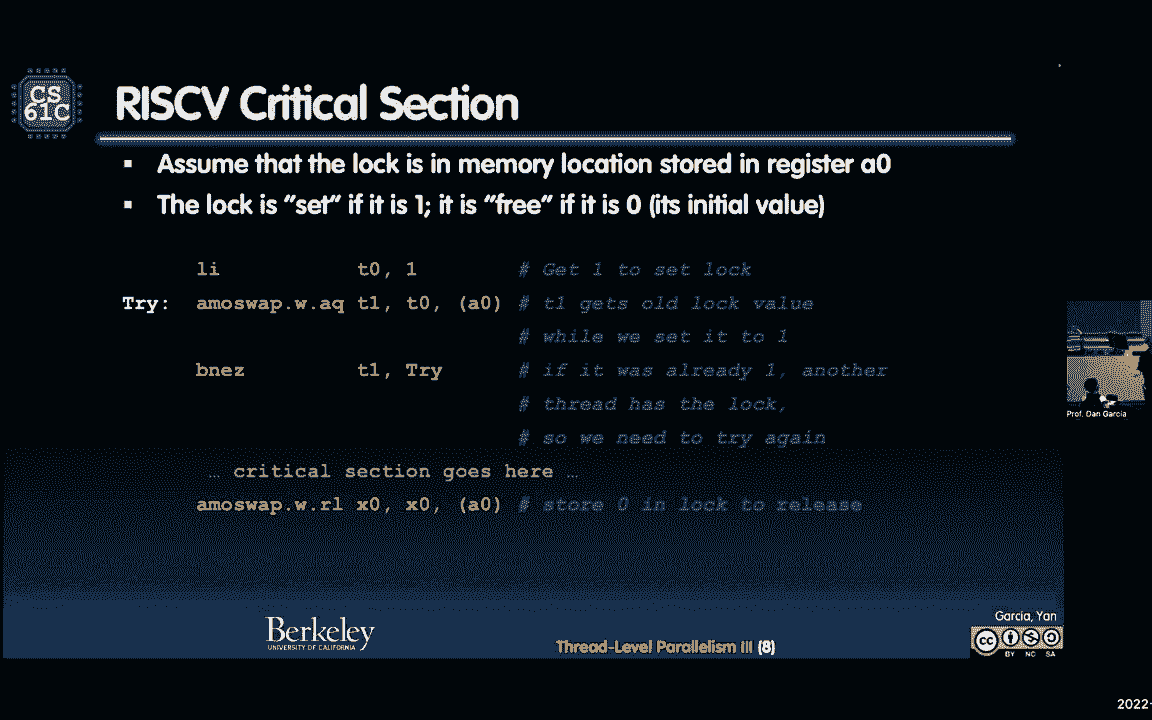 CS
61C
RISCV Critical Section
▪ Assume that the lock is in memory location stored in register a0
▪ The lock is ”set” if it is 1; it is ”free” if it is 0 (its initial value)
li t0, 1 # Get 1 to set lock
Try: amoswap.w.aq t1, t0, (a0) # t1 gets old lock value
# while we set it to 1
bnez t1, Try # if it was already 1, another
# thread has the lock,
# so we need to try again
… critical section goes here …
amoswap.w.rl x0, x0, (a0) # store 0 in lock to release
Prof. Dan Garcia
Berkeley
UNIVERSITY OF CALIFORNIA
Thread-Level Parallelism III (8)
Garcia, Yan
cc
BY NC SA
2022-